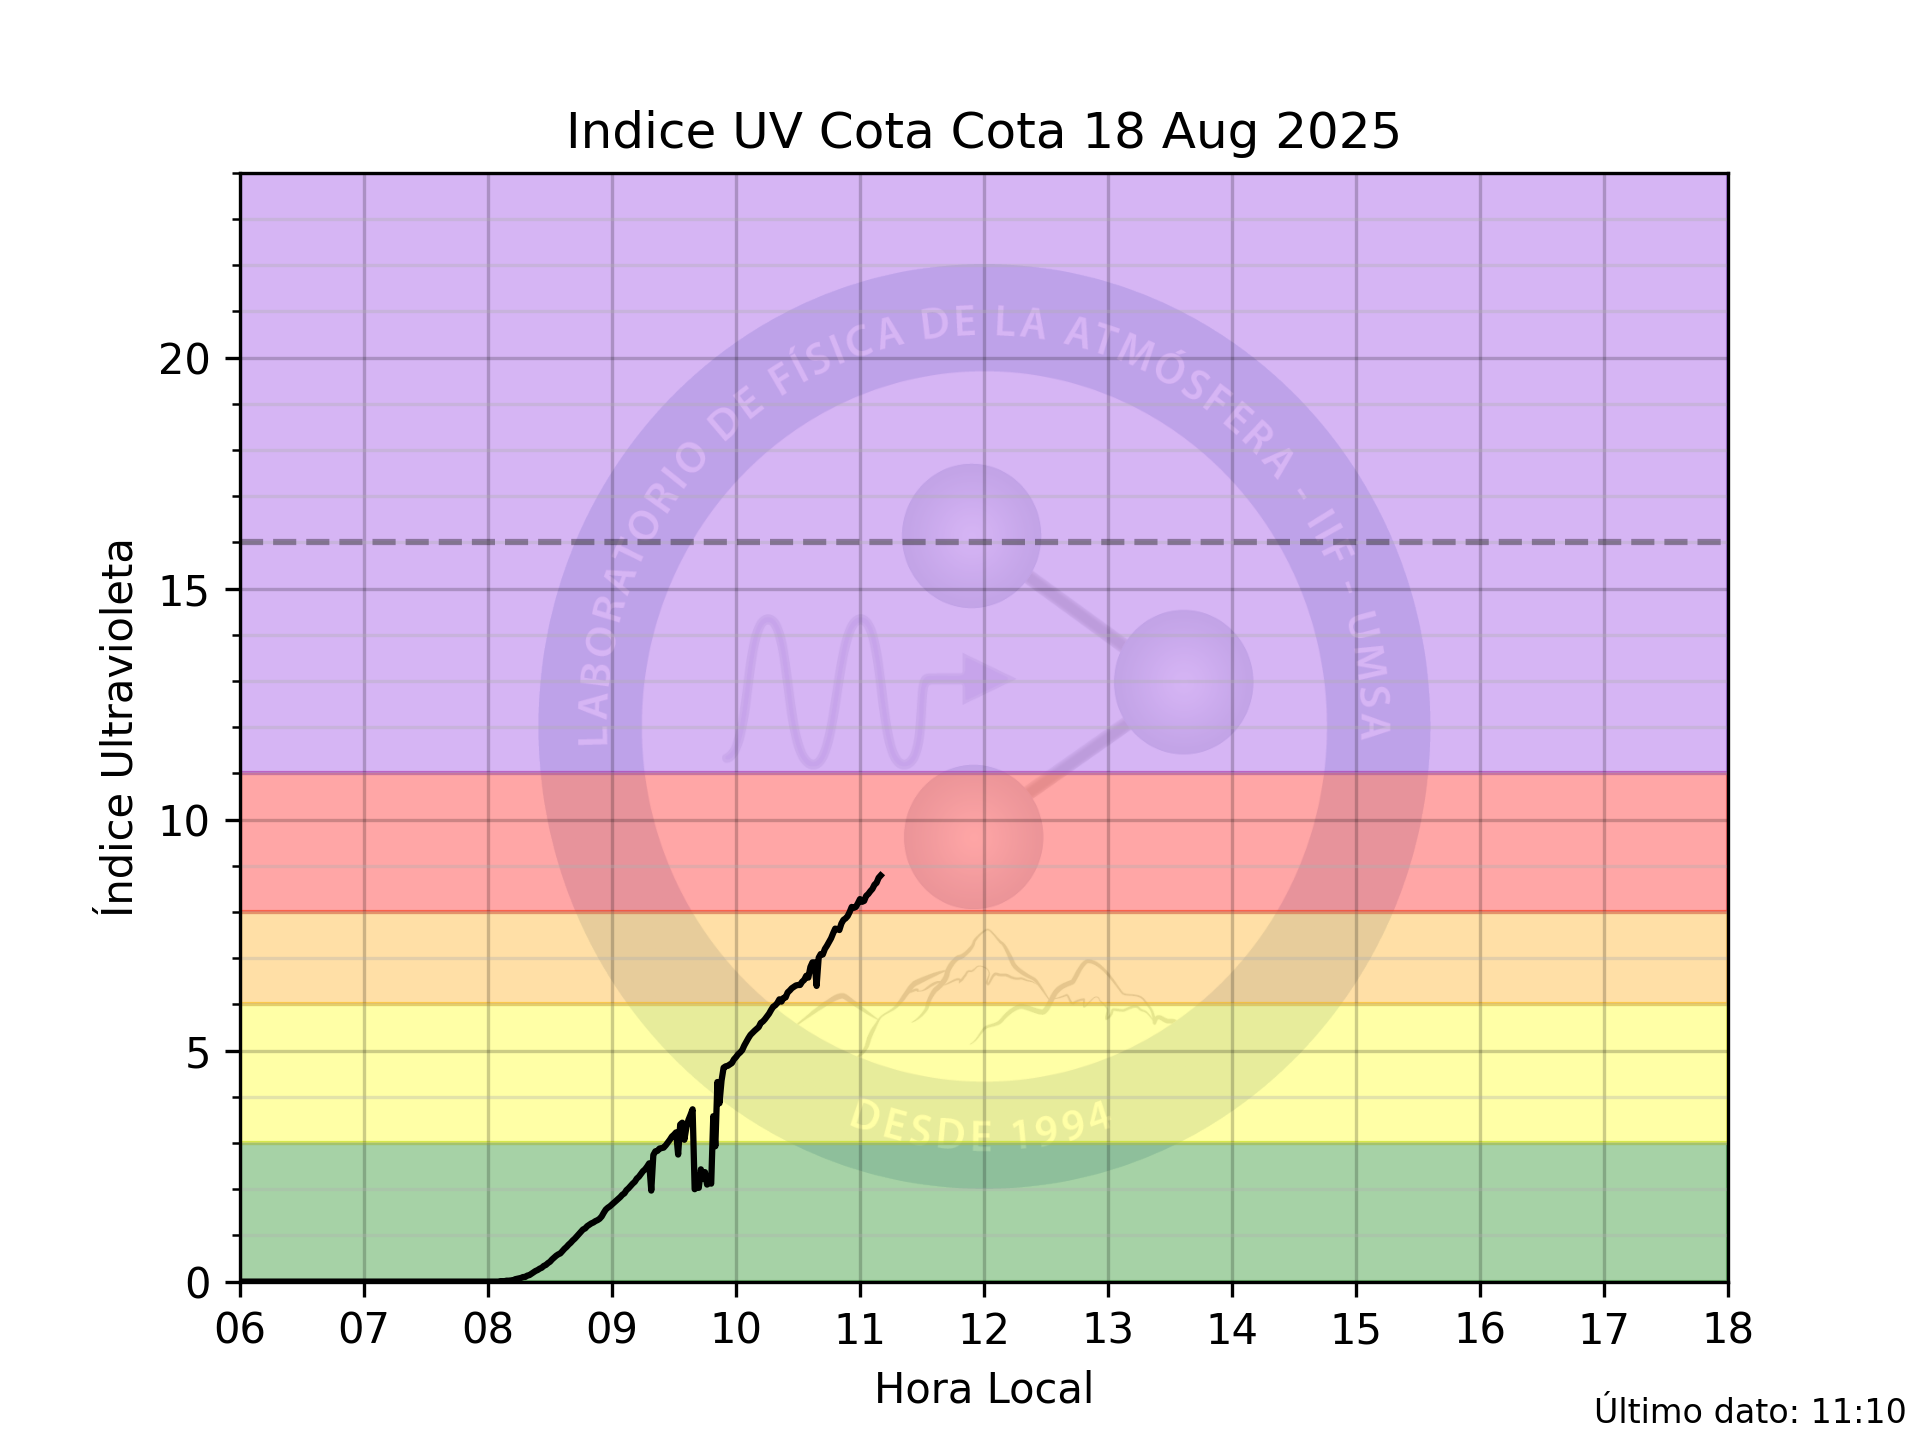 Indice UV Cota Cota 18 Aug 2025
Índice Ultravioleta
20
15
10
5
0
LABORATORIO DE FÍSICA DE LA ATMÓSFERA - IIF - UMSA
DESDE 1994
06 07 08 09 10 11 12 13 14 15 16 17 18
Hora Local
Último dato: 11:10